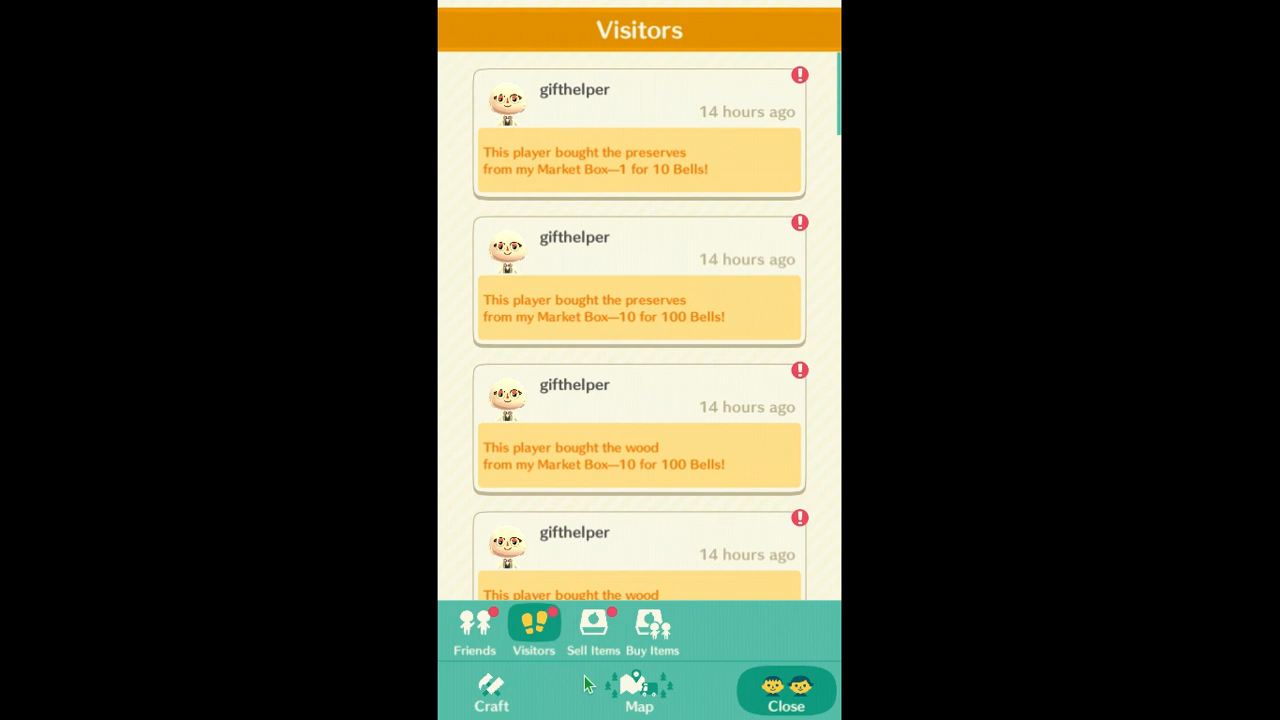 Visitors
gifthelper
14 hours ago
This player bought the preserves
from my Market Box—1 for 10 Bells!
gifthelper
14 hours ago
This player bought the preserves
from my Market Box—10 for 100 Bells!
gifthelper
14 hours ago
This player bought the wood
from my Market Box—10 for 100 Bells!
gifthelper
14 hours ago
This player bought the wood
Friends
Visitors
Sell Items
Buy Items
Craft
Map
Close